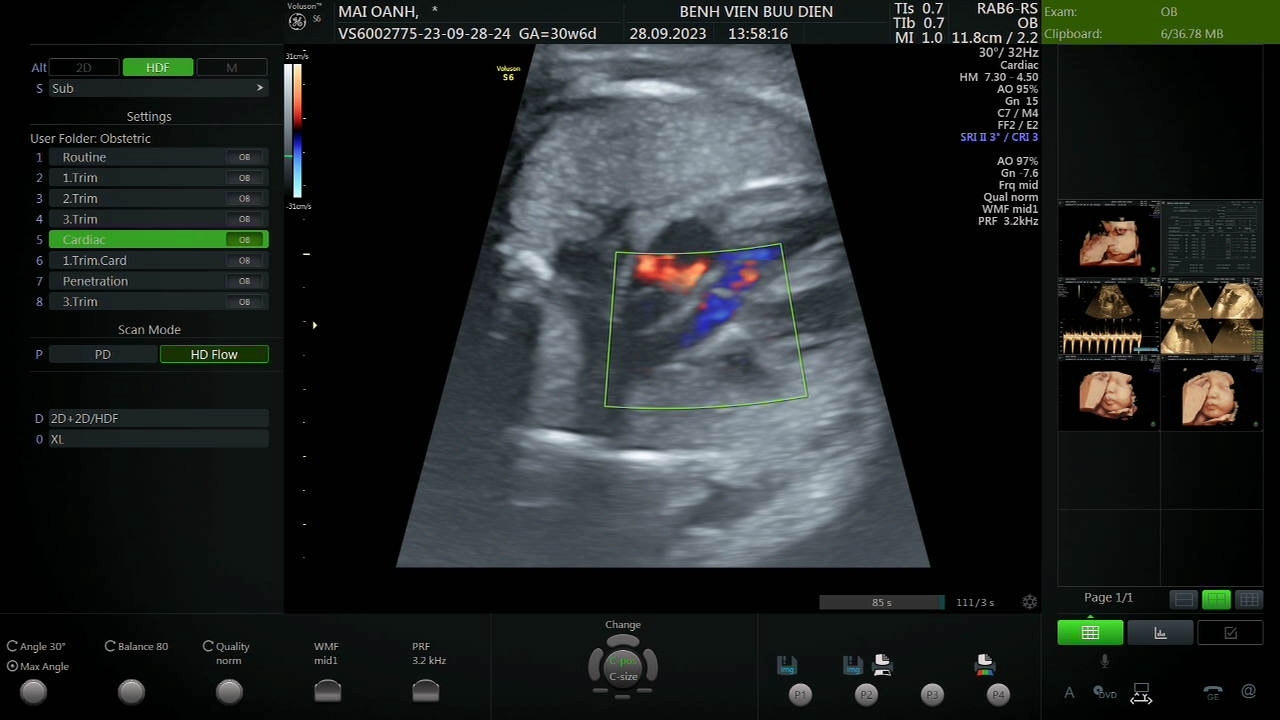 Voluson™
S6
MAI OANH, *
BENH VIEN BUU DIEN
VS6002775-23-09-28-24 GA=30w6d
28.09.2023
13:58:16
TIs 0.7
RAB6-RS
TIb 0.7
OB
MI 1.0
11.8cm / 2.2
Exam: OB
Clipboard: 6/36.78 MB
Alt 2D HDF M
S Sub >
Settings
User Folder: Obstetric
1 Routine OB
2 1.Trim OB
3 2.Trim OB
4 3.Trim OB
5 Cardiac OB
6 1.Trim.Card OB
7 Penetration OB
8 3.Trim OB
Scan Mode
P PD HD Flow
D 2D+2D/HDF
0 XL
31cm/s
-31cm/s
Voluson
S6
30°/ 32Hz
Cardiac
HM 7.30 - 4.50
AO 95%
Gn 15
C7 / M4
FF2 / E2
SRI II 3* / CRI 3
AO 97%
Gn -7.6
Frq mid
Qual norm
WMF mid1
PRF 3.2kHz
85 s
111/3 s
Page 1/1
Angle 30°
Max Angle
Balance 80
Quality
norm
WMF
mid1
PRF
3.2 kHz
Change
C-pos
C-size
Img
Img
P1
P2
P3
P4
A
DVD
GE
@